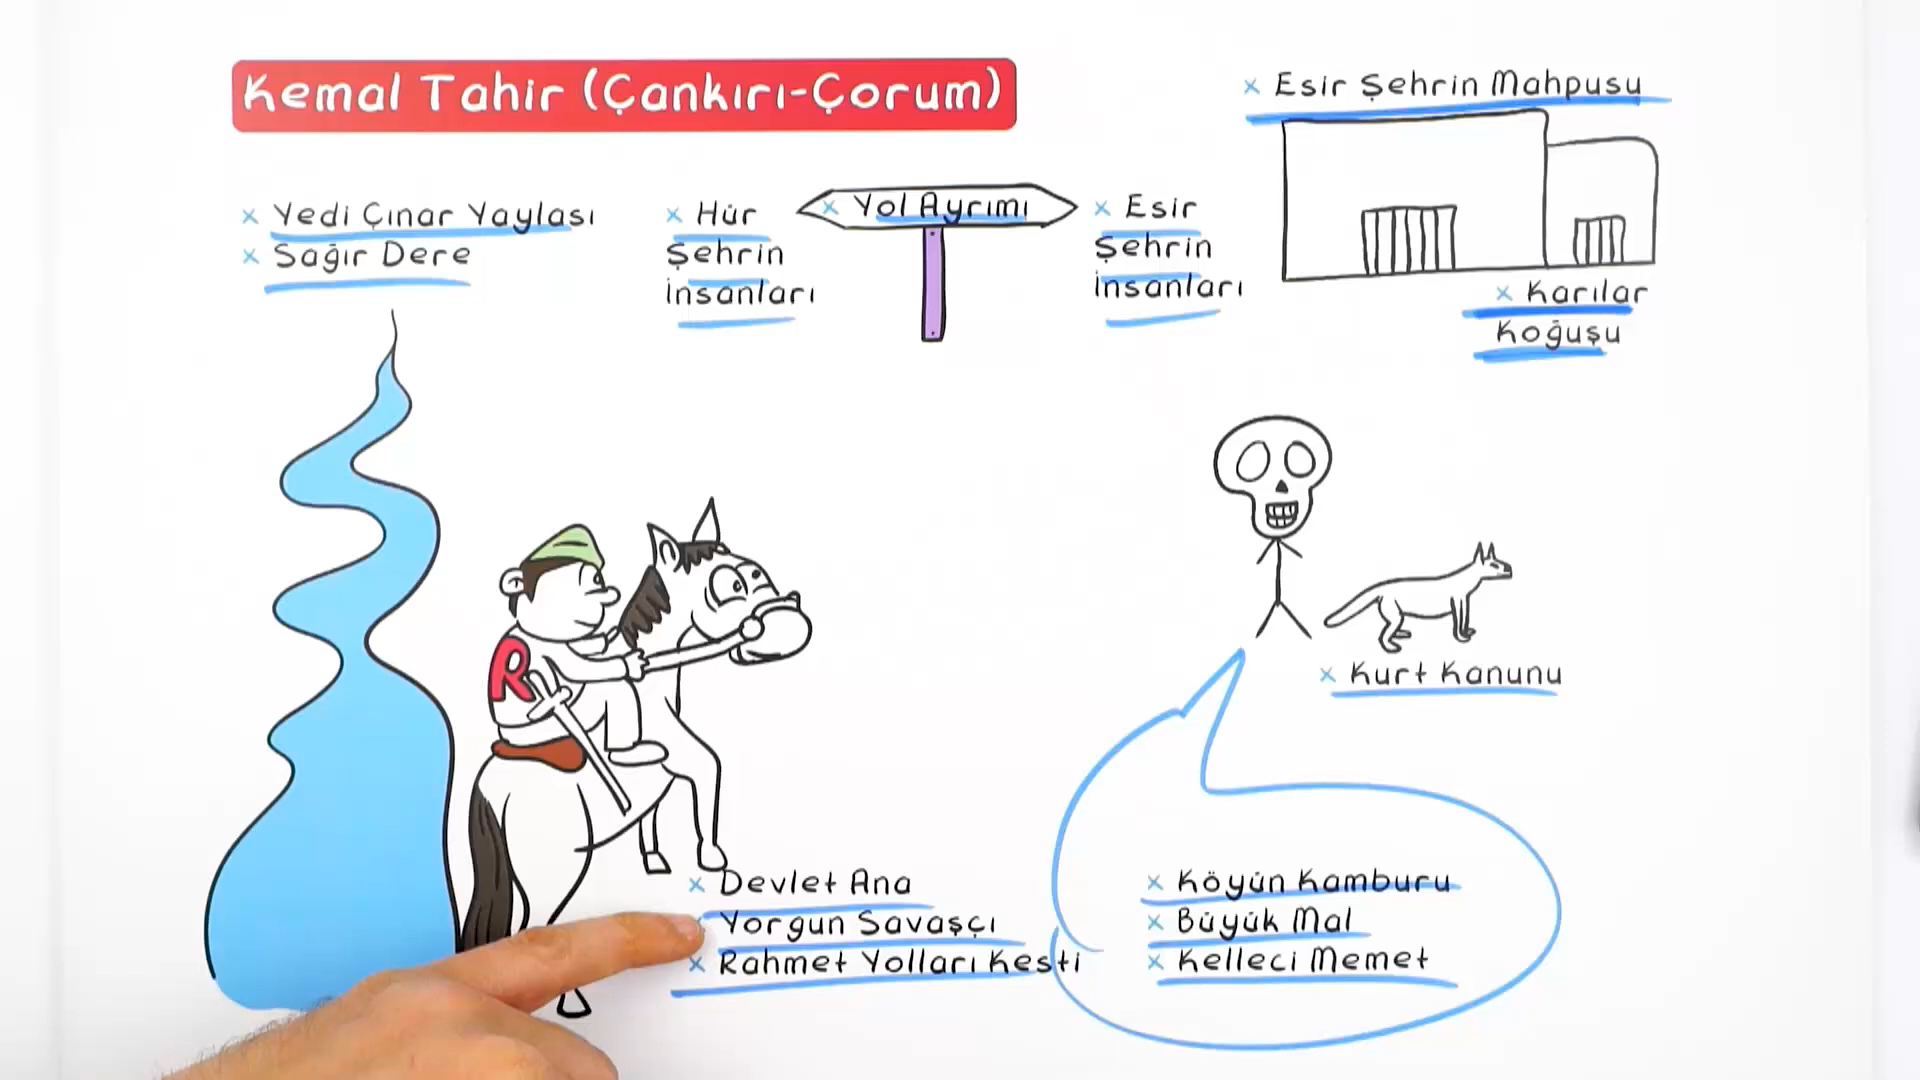 Kemal Tahir (Çankırı-Çorum)
x Esir Şehrin Mahpusu
x Yedi Çınar Yaylası
x Sağır Dere
x Hür
Şehrin
İnsanları
x Yol Ayrımı
x Esir
Şehrin
İnsanları
x Karılar
Koğuşu
R
x Kurt Kanunu
x Devlet Ana
Yorgun Savaşçı
x Rahmet Yolları Kesti
x Köyün Kamburu
x Büyük Mal
x Kelleci Memet